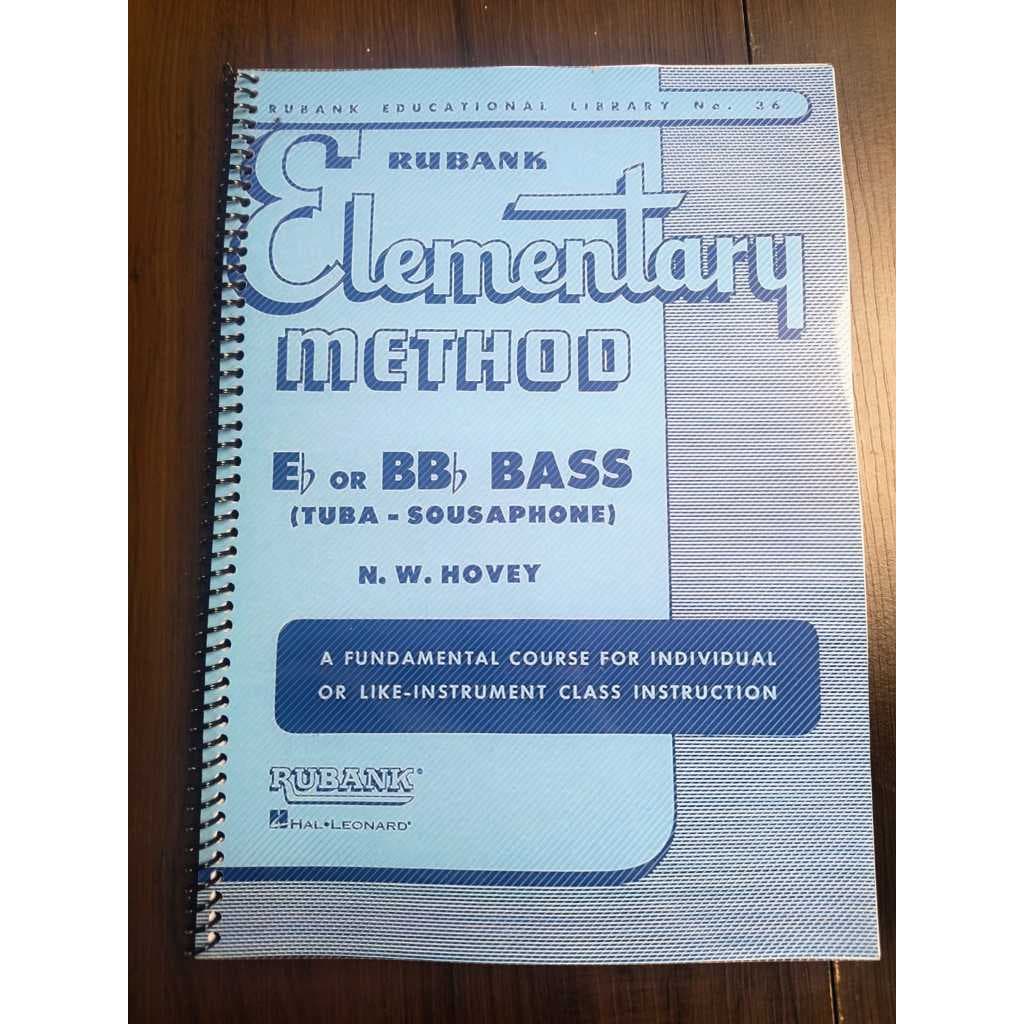 RUBANK EDUCATIONAL LIBRARY No. 36
RUBANK
Elementary
METHOD
E♭ OR BB♭ BASS
(TUBA - SOUSAPHONE)
N. W. HOVEY
A FUNDAMENTAL COURSE FOR INDIVIDUAL
OR LIKE-INSTRUMENT CLASS INSTRUCTION
RUBANK®
HAL•LEONARD®